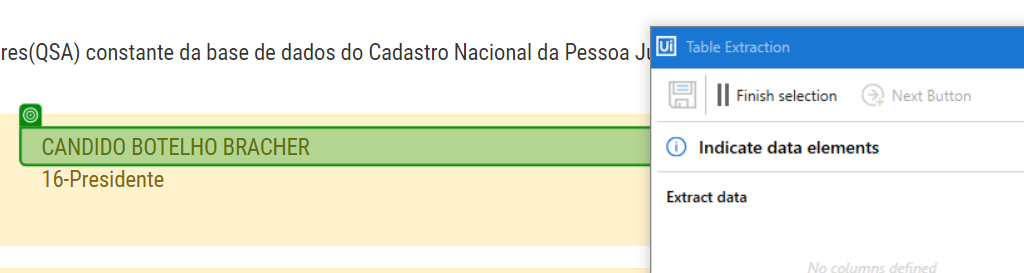 res(QSA) constante da base de dados do Cadastro Nacional da Pessoa
CANDIDO BOTELHO BRACHER
16-Presidente
Ui Table Extraction
Finish selection
Next Button
Indicate data elements
Extract data
No columns defined